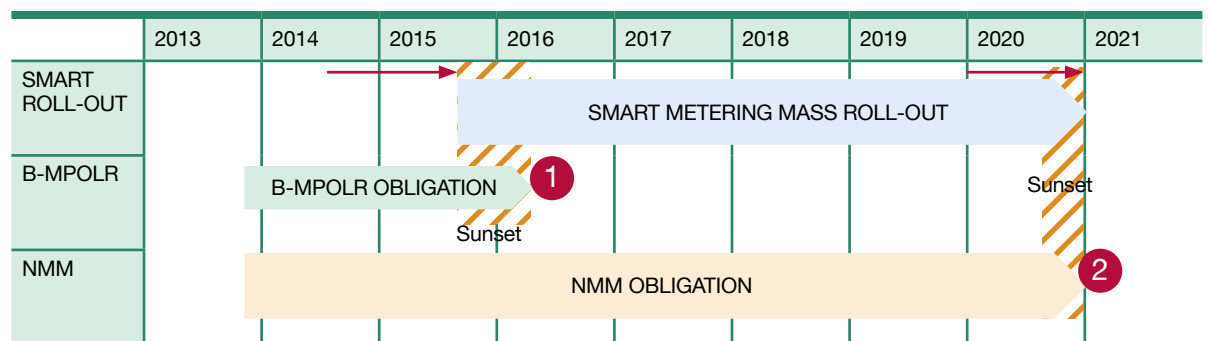 2013 2014 2015 2016 2017 2018 2019 2020 2021
SMART
ROLL-OUT
SMART METERING MASS ROLL-OUT
B-MPOLR
B-MPOLR OBLIGATION
1
Sunset
Sunset
NMM
NMM OBLIGATION
2